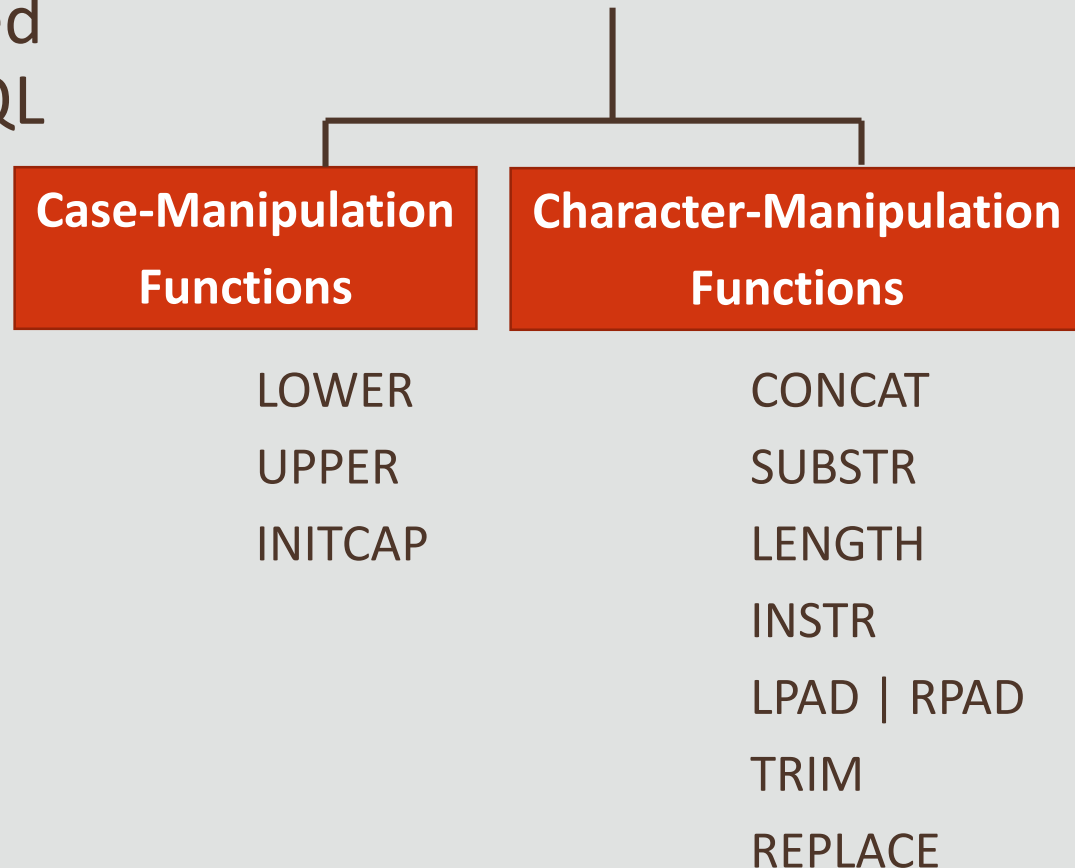 Case-Manipulation
Functions
Character-Manipulation
Functions
LOWER
UPPER
INITCAP
CONCAT
SUBSTR
LENGTH
INSTR
LPAD | RPAD
TRIM
REPLACE